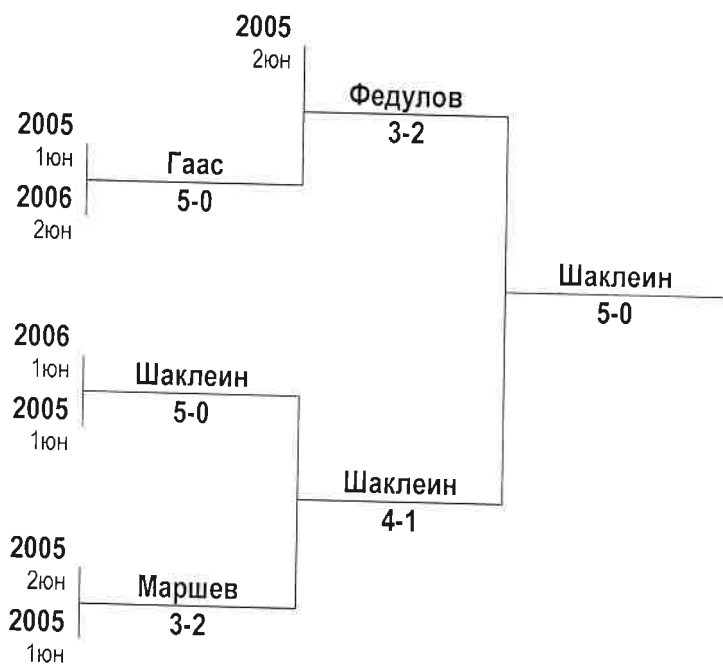 2005
2юн
Федулов
3-2
2005
1юн
Гаас
2006
5-0
2юн
Шаклеин
5-0
2006
1юн
Шаклеин
2005
5-0
1юн
Шаклеин
4-1
2005
2юн
Маршев
2005
3-2
1юн